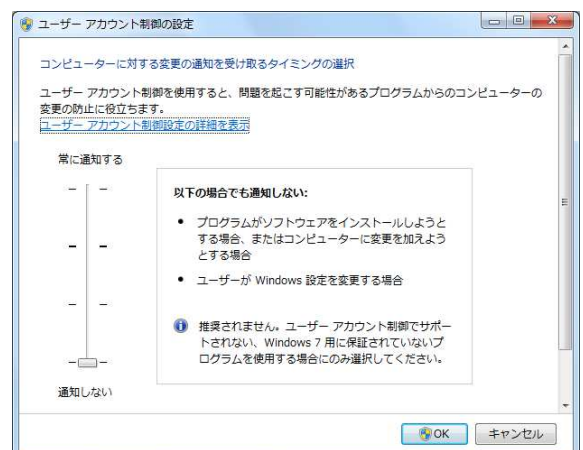 ユーザー アカウント制御の設定
コンピューターに対する変更の通知を受け取るタイミングの選択
ユーザー アカウント制御を使用すると、問題を起こす可能性があるプログラムからのコンピューターの
変更の防止に役立ちます。
ユーザー アカウント制御設定の詳細を表示
常に通知する
以下の場合でも通知しない:
• プログラムがソフトウェアをインストールしようと
する場合、またはコンピューターに変更を加えよう
とする場合
• ユーザーが Windows 設定を変更する場合
推奨されません。ユーザー アカウント制御でサポー
トされない、Windows 7 用に保証されていないプ
ログラムを使用する場合にのみ選択してください。
通知しない
OK キャンセル